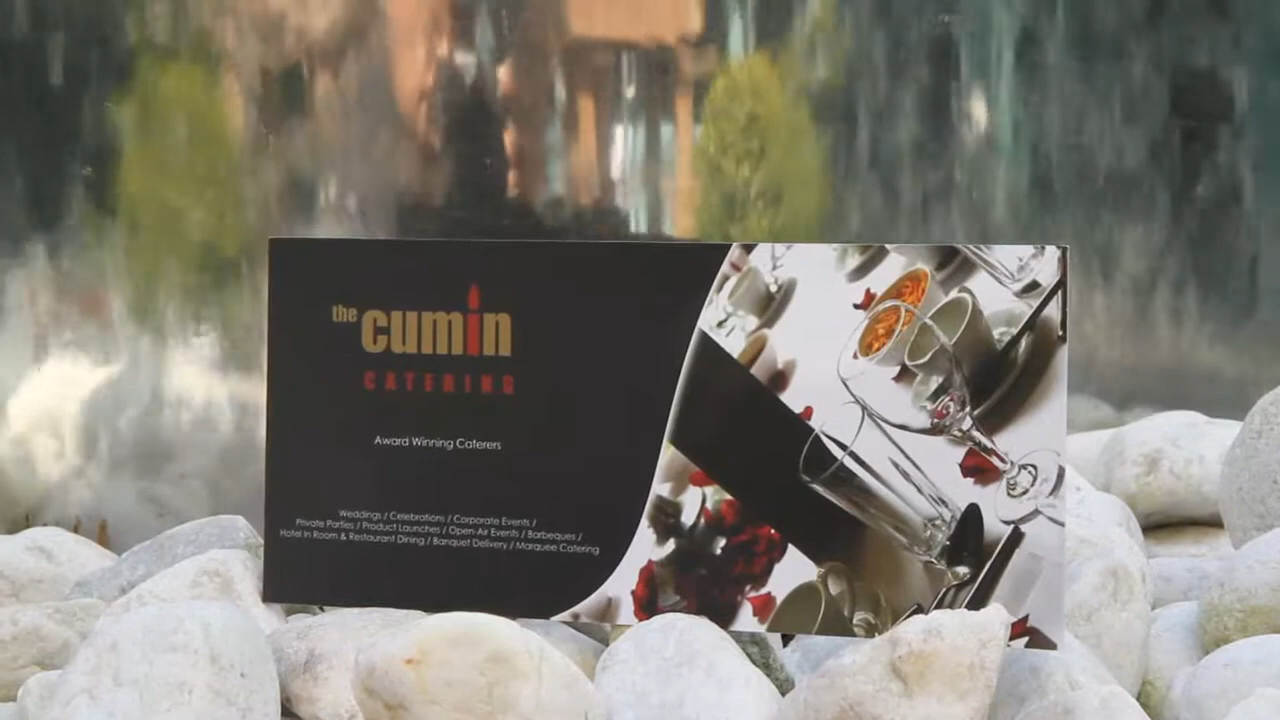 the cumin
CATERING
Award Winning Caterers
Weddings / Celebrations / Corporate Events /
Private Parties / Product Launches / Open-Air Events / Barbeques /
Hotel In Room & Restaurant Dining / Banquet Delivery / Marquee Catering